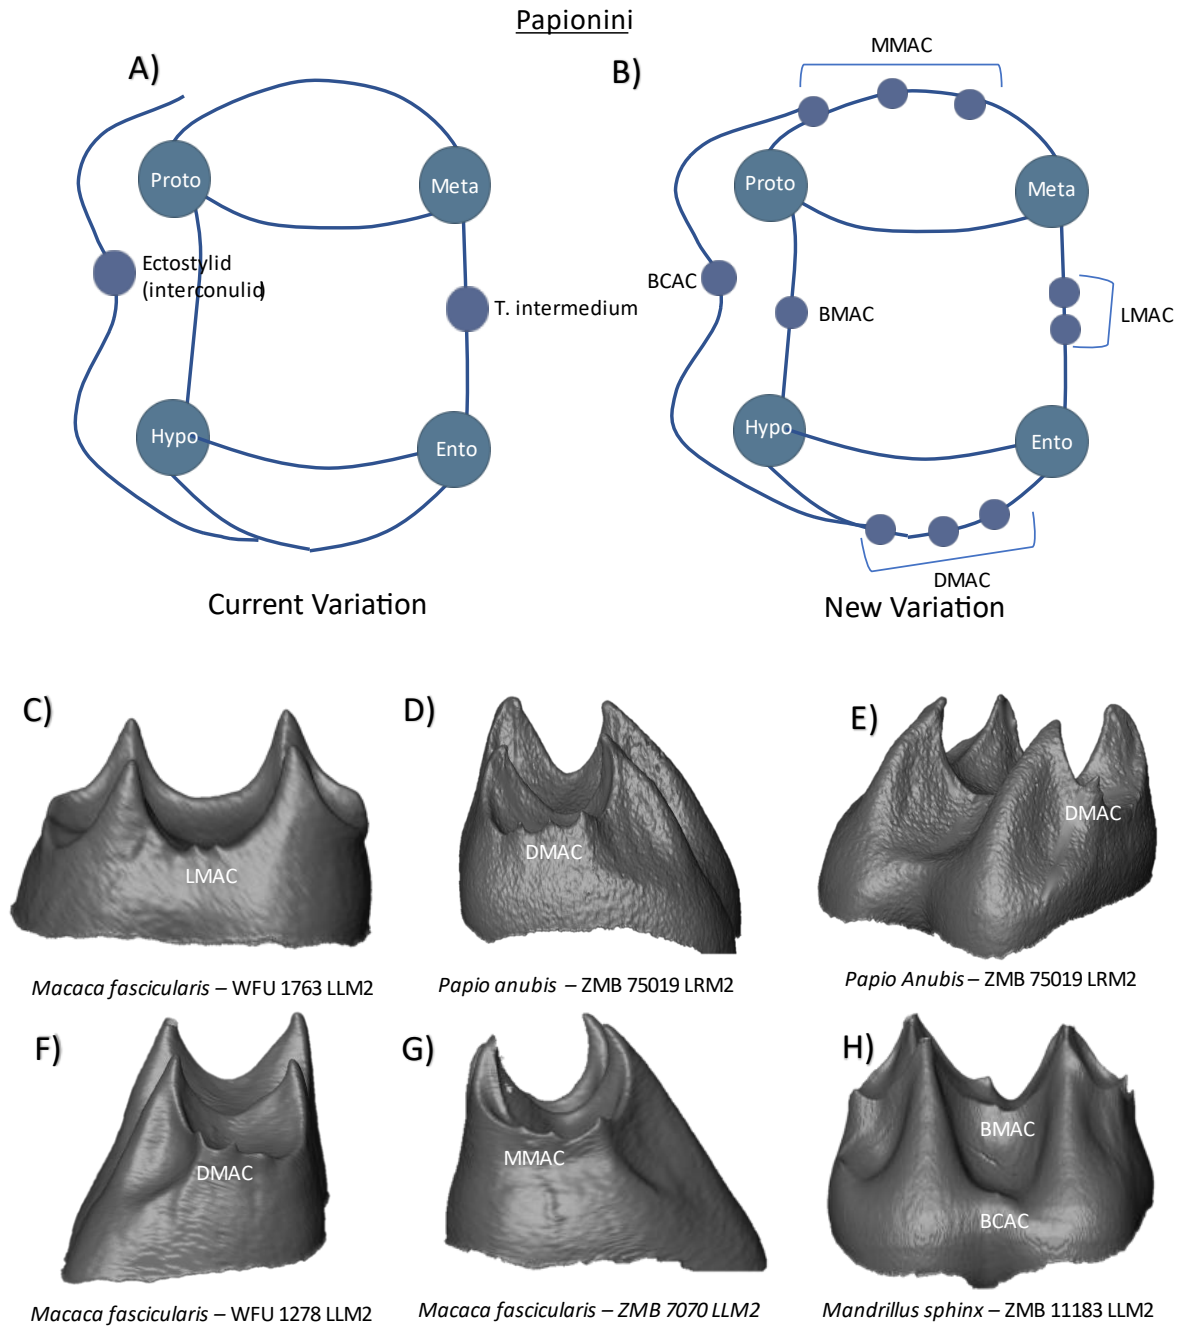 Papionini
A)
Proto
Meta
Ectostylid
(interconulid)
T. intermedium
Hypo
Ento
Current Variation
B)
MMAC
Proto
Meta
BCAC
BMAC
LMAC
Hypo
Ento
DMAC
New Variation
C)
LMAC
Macaca fascicularis – WFU 1763 LLM2
D)
DMAC
Papio anubis – ZMB 75019 LRM2
E)
DMAC
Papio Anubis – ZMB 75019 LRM2
F)
DMAC
Macaca fascicularis – WFU 1278 LLM2
G)
MMAC
Macaca fascicularis – ZMB 7070 LLM2
H)
BMAC
BCAC
Mandrillus sphinx – ZMB 11183 LLM2